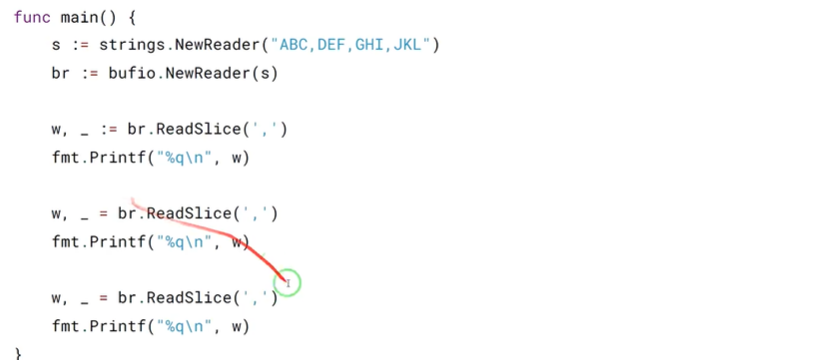 func main() {
    s := strings.NewReader("ABC,DEF,GHI,JKL")
    br := bufio.NewReader(s)
    w, _ := br.ReadSlice(',')
    fmt.Printf("%q\n", w)
    w, _ = br.ReadSlice(',')
    fmt.Printf("%q\n", w)
    w, _ = br.ReadSlice(',')
    fmt.Printf("%q\n", w)
}